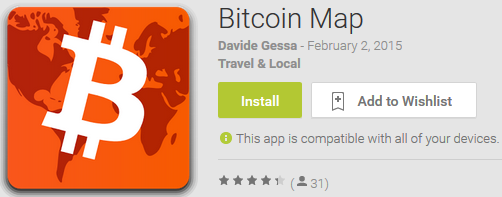 Bitcoin Map
Davide Gessa - February 2, 2015
Travel & Local
Install
Add to Wishlist
This app is compatible with all of your devices.
(31)